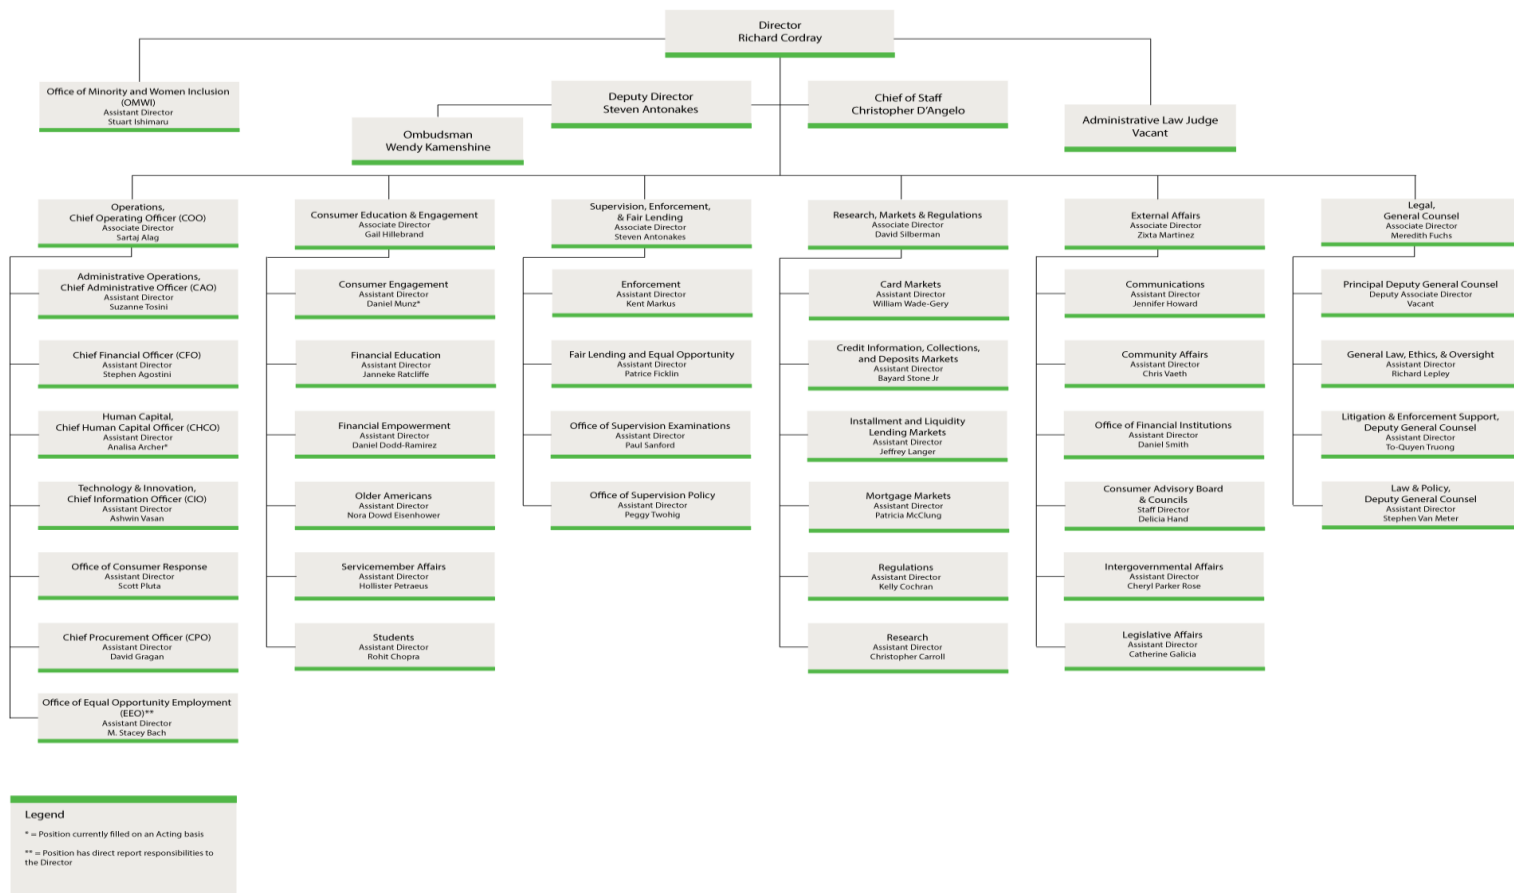 Director
Richard Cordray
Office of Minority and Women Inclusion
(OMWI)
Assistant Director
Stuart Ishimaru
Deputy Director
Steven Antonakes
Chief of Staff
Christopher D'Angelo
Ombudsman
Wendy Kamenshine
Administrative Law Judge
Vacant
Operations,
Chief Operating Officer (COO)
Associate Director
Sartaj Alag
Administrative Operations,
Chief Administrative Officer (CAO)
Assistant Director
Suzanne Tosini
Chief Financial Officer (CFO)
Assistant Director
Stephen Agostini
Human Capital,
Chief Human Capital Officer (CHCO)
Assistant Director
Analisa Archer*
Technology & Innovation,
Chief Information Officer (CIO)
Assistant Director
Ashwin Vasan
Office of Consumer Response
Assistant Director
Scott Pluta
Chief Procurement Officer (CPO)
Assistant Director
David Gragan
Office of Equal Opportunity Employment
(EEO)**
Assistant Director
M. Stacey Bach
Consumer Education & Engagement
Associate Director
Gail Hillebrand
Consumer Engagement
Assistant Director
Daniel Munz*
Financial Education
Assistant Director
Janneke Ratcliffe
Financial Empowerment
Assistant Director
Daniel Dodd-Ramirez
Older Americans
Assistant Director
Nora Dowd Eisenhower
Servicemember Affairs
Assistant Director
Hollister Petraeus
Students
Assistant Director
Rohit Chopra
Supervision, Enforcement,
& Fair Lending
Associate Director
Steven Antonakes
Enforcement
Assistant Director
Kent Markus
Fair Lending and Equal Opportunity
Assistant Director
Patrice Ficklin
Office of Supervision Examinations
Assistant Director
Paul Sanford
Office of Supervision Policy
Assistant Director
Peggy Twohig
Research, Markets & Regulations
Associate Director
David Silberman
Card Markets
Assistant Director
William Wade-Gery
Credit Information, Collections,
and Deposits Markets
Assistant Director
Bayard Stone Jr
Installment and Liquidity
Lending Markets
Assistant Director
Jeffrey Langer
Mortgage Markets
Assistant Director
Patricia McClung
Regulations
Assistant Director
Kelly Cochran
Research
Assistant Director
Christopher Carroll
External Affairs
Associate Director
Zixta Martinez
Communications
Assistant Director
Jennifer Howard
Community Affairs
Assistant Director
Chris Vaeth
Office of Financial Institutions
Assistant Director
Daniel Smith
Consumer Advisory Board
& Councils
Staff Director
Delicia Hand
Intergovernmental Affairs
Assistant Director
Cheryl Parker Rose
Legislative Affairs
Assistant Director
Catherine Galicia
Legal,
General Counsel
Associate Director
Meredith Fuchs
Principal Deputy General Counsel
Deputy Associate Director
Vacant
General Law, Ethics, & Oversight
Assistant Director
Richard Lepley
Litigation & Enforcement Support,
Deputy General Counsel
Assistant Director
To-Quyen Truong
Law & Policy,
Deputy General Counsel
Assistant Director
Stephen Van Meter
Legend
* = Position currently filled on an Acting basis
** = Position has direct report responsibilities to
the Director